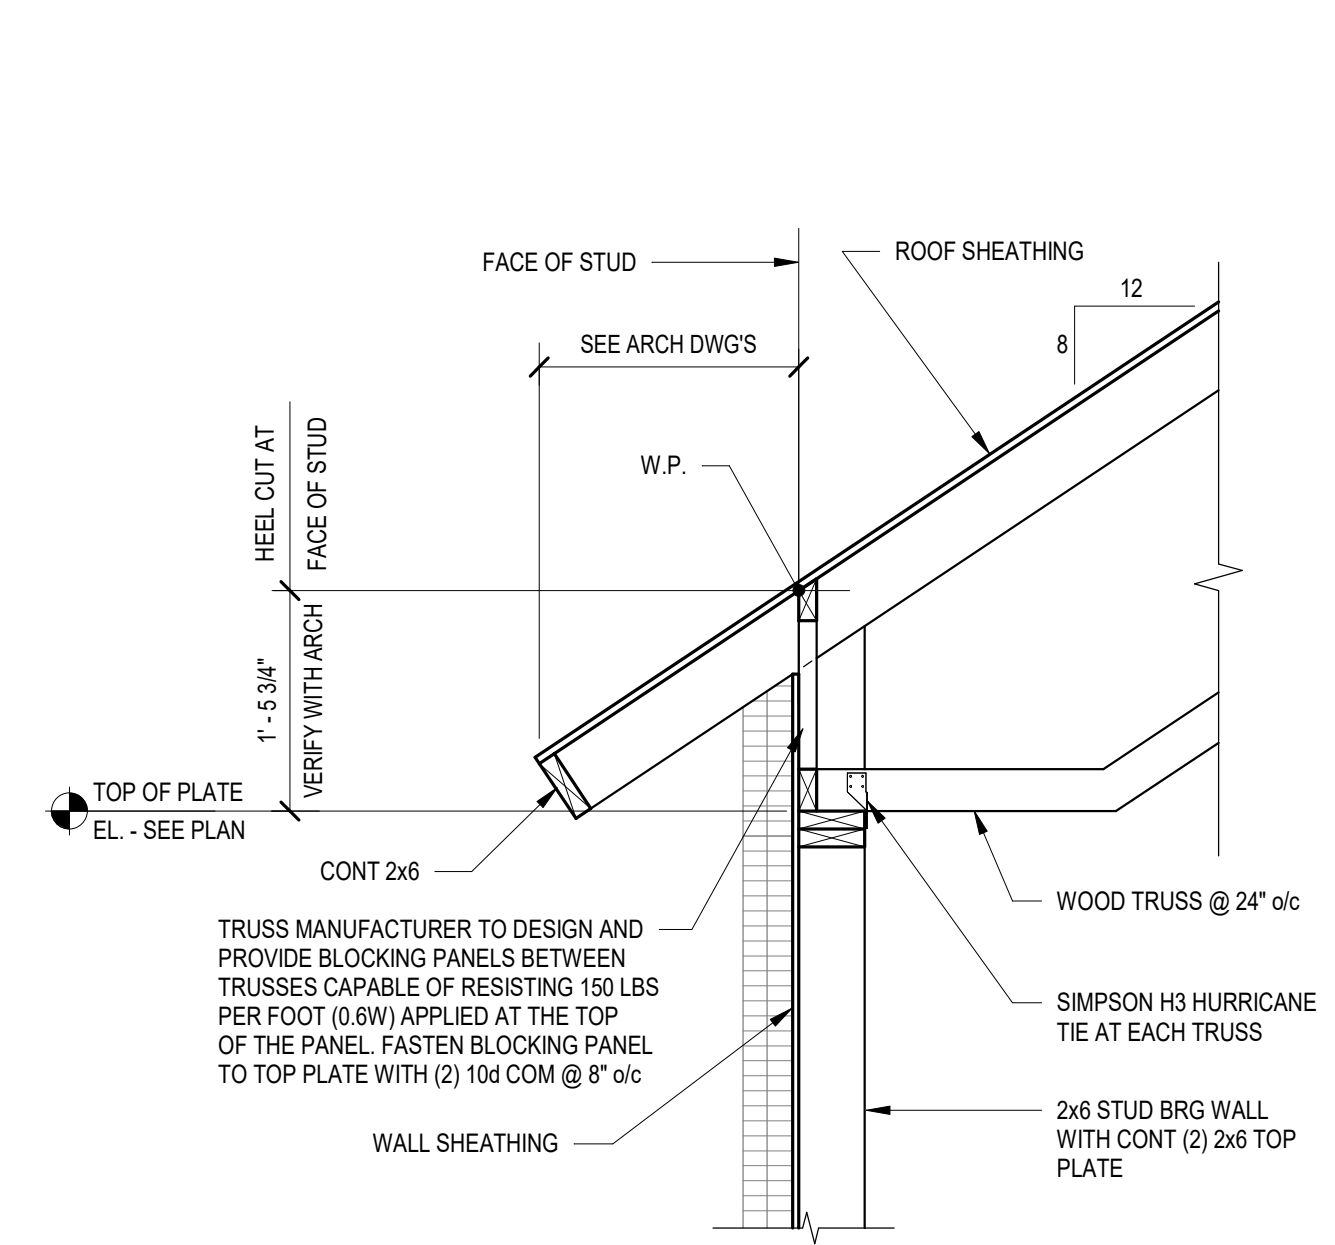 FACE OF STUD
ROOF SHEATHING
12
8
SEE ARCH DWG'S
HEEL CUT AT
FACE OF STUD
W.P.
1' - 5 3/4"
VERIFY WITH ARCH
TOP OF PLATE
EL. - SEE PLAN
CONT 2x6
WOOD TRUSS @ 24" o/c
TRUSS MANUFACTURER TO DESIGN AND
PROVIDE BLOCKING PANELS BETWEEN
TRUSSES CAPABLE OF RESISTING 150 LBS
PER FOOT (0.6W) APPLIED AT THE TOP
OF THE PANEL. FASTEN BLOCKING PANEL
TO TOP PLATE WITH (2) 10d COM @ 8" o/c
SIMPSON H3 HURRICANE
TIE AT EACH TRUSS
WALL SHEATHING
2x6 STUD BRG WALL
WITH CONT (2) 2x6 TOP
PLATE